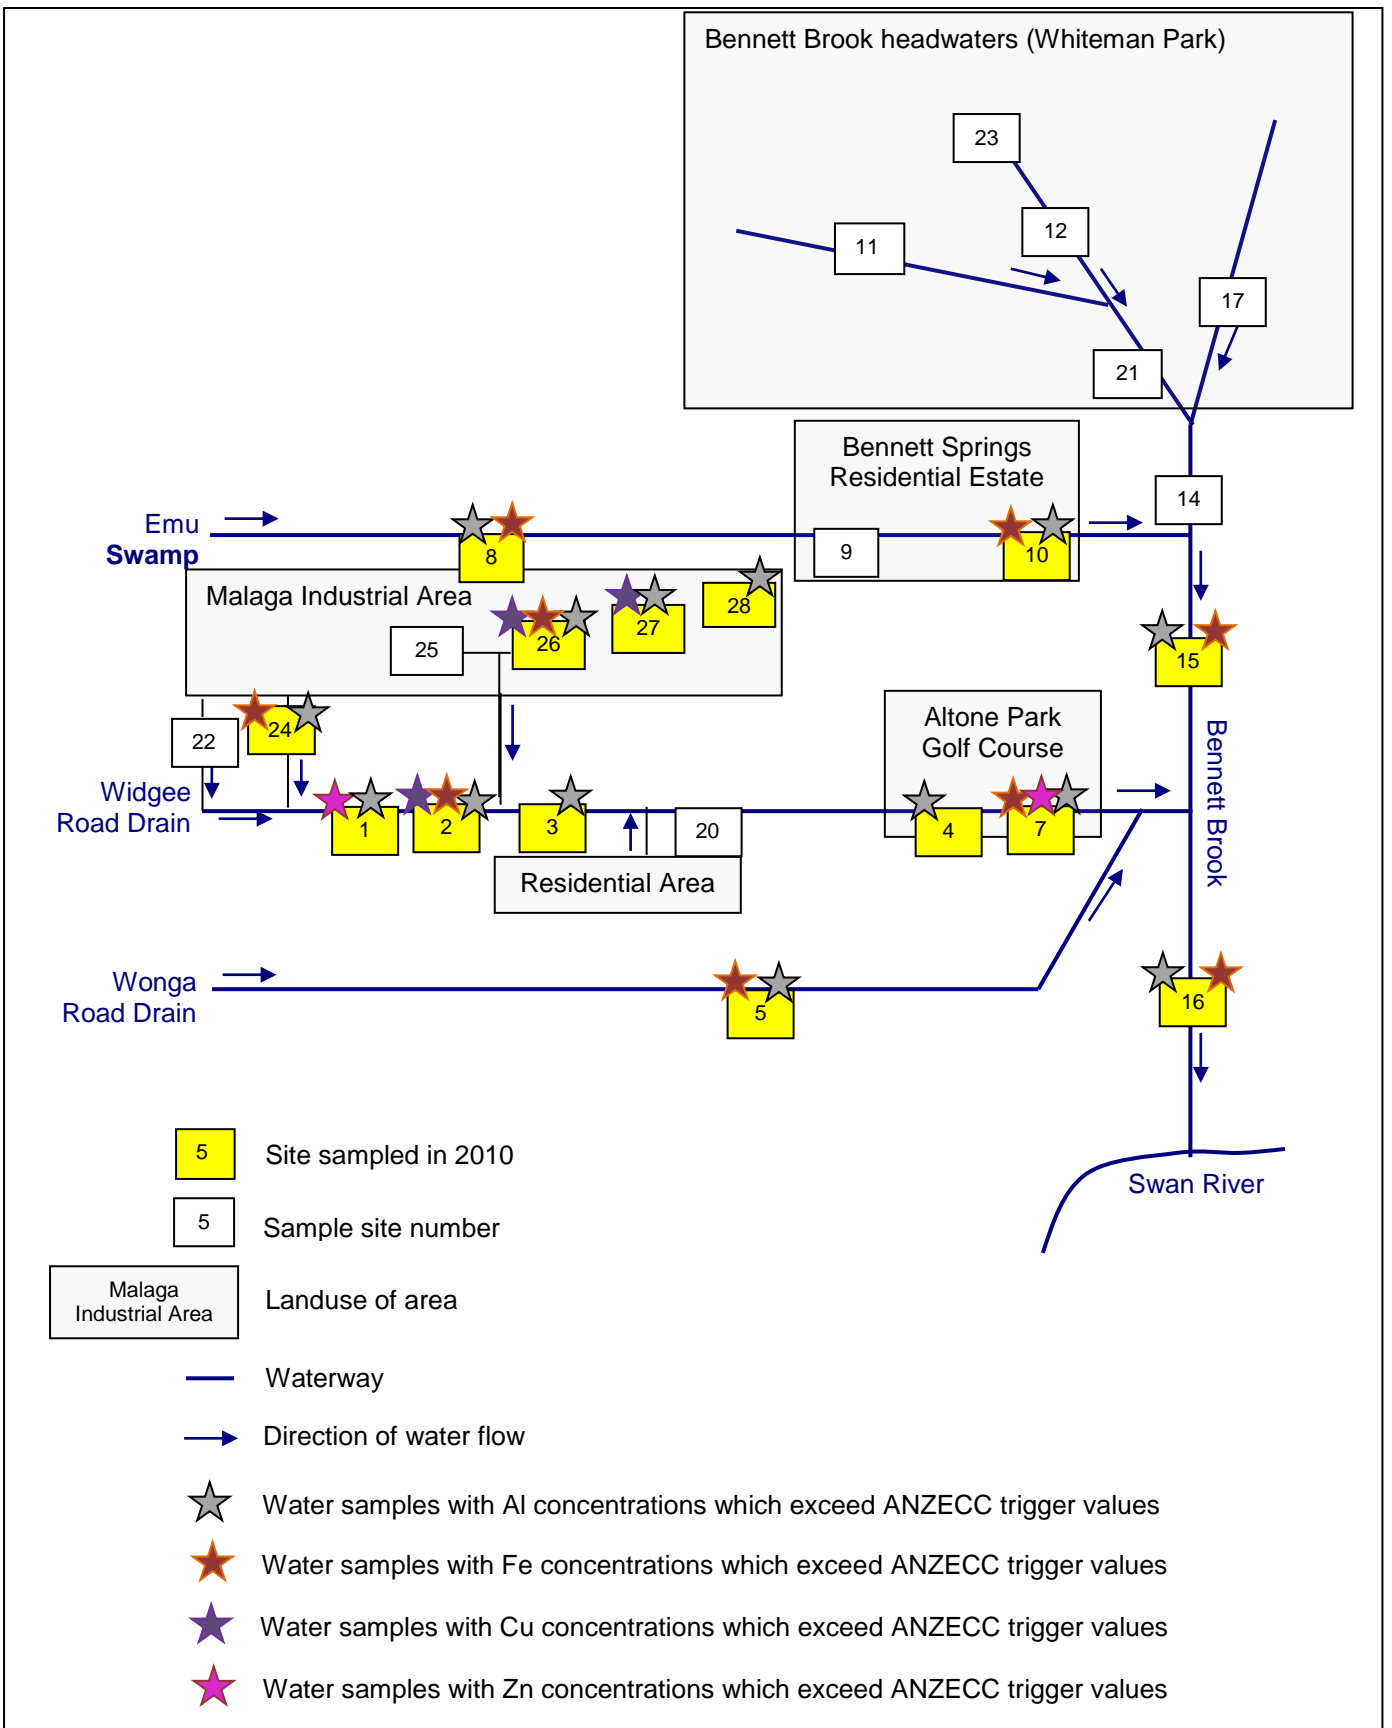 Bennett Brook headwaters (Whiteman Park)
23
12
11
17
21
Bennett Springs
Residential Estate
14
Emu
Swamp
8
9
10
Malaga Industrial Area
28
27
26
25
15
24
22
Altone Park
Golf Course
Bennett Brook
Widgee
Road Drain
1
2
3
20
4
7
Residential Area
Wonga
Road Drain
5
16
5
Site sampled in 2010
Swan River
5
Sample site number
Malaga
Industrial Area
Landuse of area
Waterway
Direction of water flow
Water samples with Al concentrations which exceed ANZECC trigger values
Water samples with Fe concentrations which exceed ANZECC trigger values
Water samples with Cu concentrations which exceed ANZECC trigger values
Water samples with Zn concentrations which exceed ANZECC trigger values